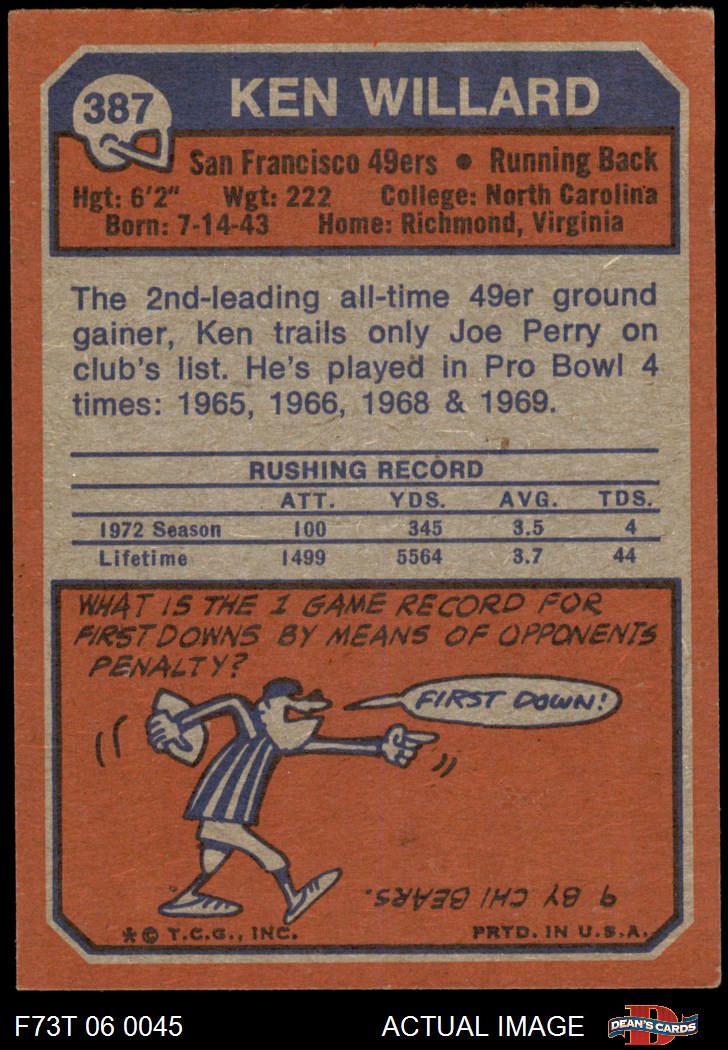 387
KEN WILLARD
San Francisco 49ers • Running Back
Hgt: 6'2" Wgt: 222 College: North Carolina
Born: 7-14-43 Home: Richmond, Virginia
The 2nd-leading all-time 49er ground
gainer, Ken trails only Joe Perry on
club's list. He's played in Pro Bowl 4
times: 1965, 1966, 1968 & 1969.
RUSHING RECORD
ATT. YDS. AVG. TDS.
1972 Season 100 345 3.5 4
Lifetime 1499 5564 3.7 44
WHAT IS THE 1 GAME RECORD FOR
FIRST DOWNS BY MEANS OF OPPONENTS
PENALTY?
FIRST DOWN!
9 BY CHI BEARS.
* © T.C.G., INC. PRTD. IN U.S.A.
F73T 06 0045 ACTUAL IMAGE D DEAN'S CARDS